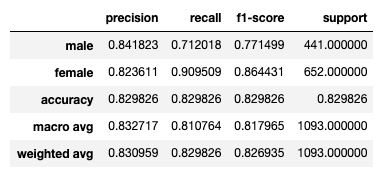 precision recall f1-score support
male 0.841823 0.712018 0.771499 441.000000
female 0.823611 0.909509 0.864431 652.000000
accuracy 0.829826 0.829826 0.829826 0.829826
macro avg 0.832717 0.810764 0.817965 1093.000000
weighted avg 0.830959 0.829826 0.826935 1093.000000